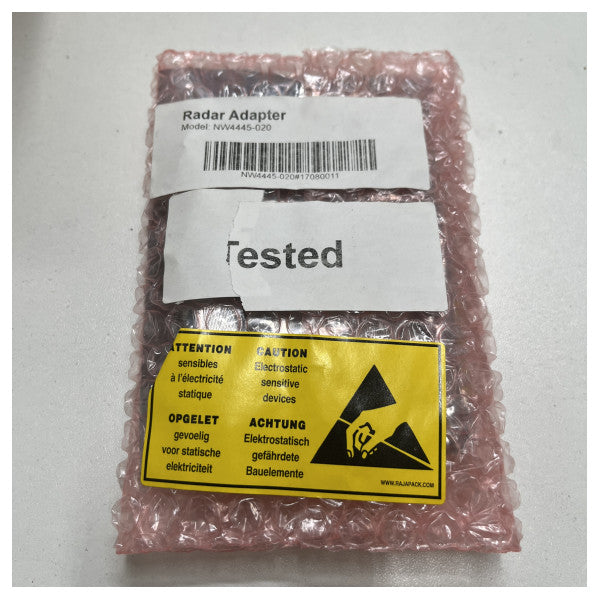 Radar Adapter
Model: NW4445-020
NW4445-020#17080011
Tested
ATTENTION
sensibles
à l'électricité
statique
CAUTION
Electrostatic
sensitive
devices
OPGELET
gevoelig
voor statische
elektriciteit
ACHTUNG
Elektrostatisch
gefährdete
Bauelemente
WWW.RAJAPACK.COM